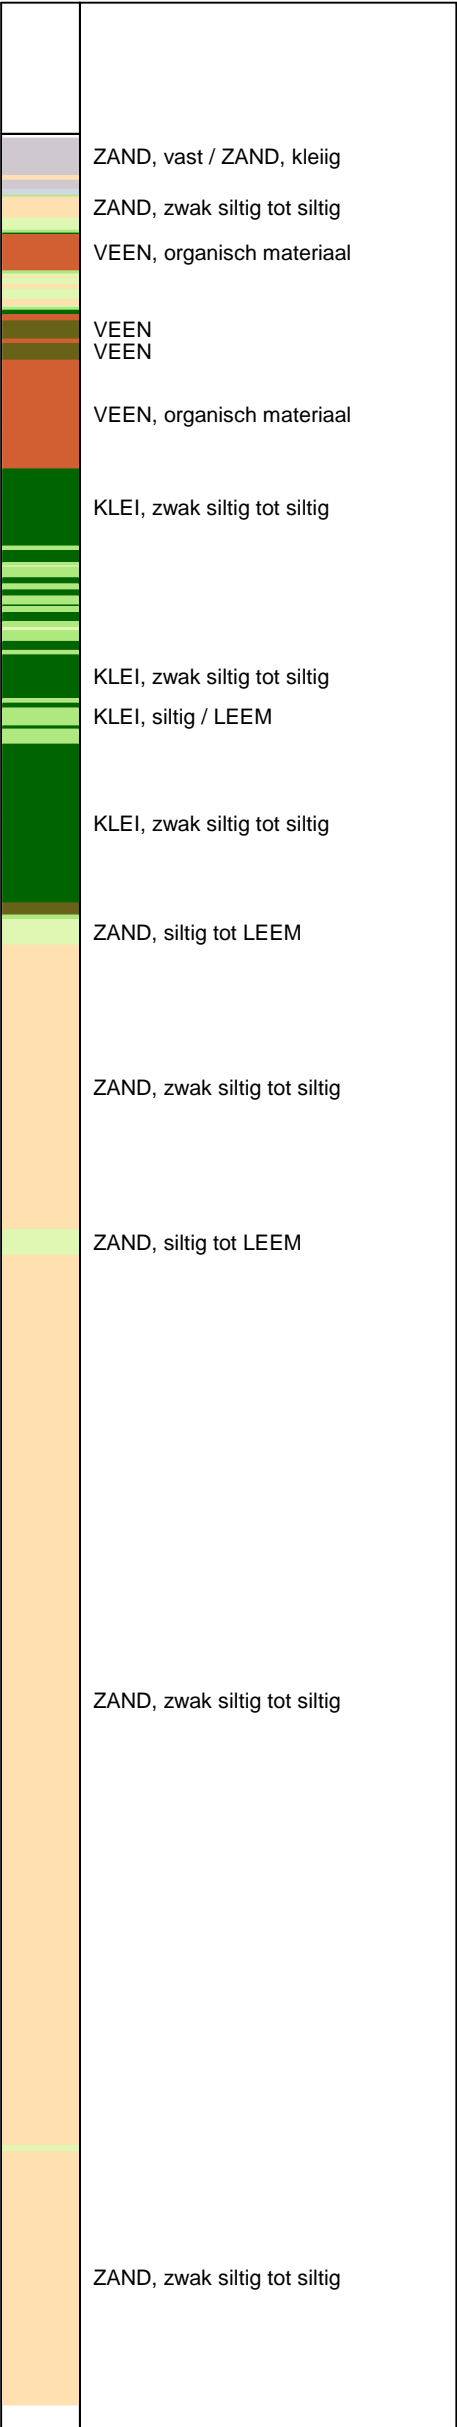 ZAND, vast / ZAND, kleiig
ZAND, zwak siltig tot siltig
VEEN, organisch materiaal
VEEN
VEEN
VEEN, organisch materiaal
KLEI, zwak siltig tot siltig
KLEI, zwak siltig tot siltig
KLEI, siltig / LEEM
KLEI, zwak siltig tot siltig
ZAND, siltig tot LEEM
ZAND, zwak siltig tot siltig
ZAND, siltig tot LEEM
ZAND, zwak siltig tot siltig
ZAND, zwak siltig tot siltig